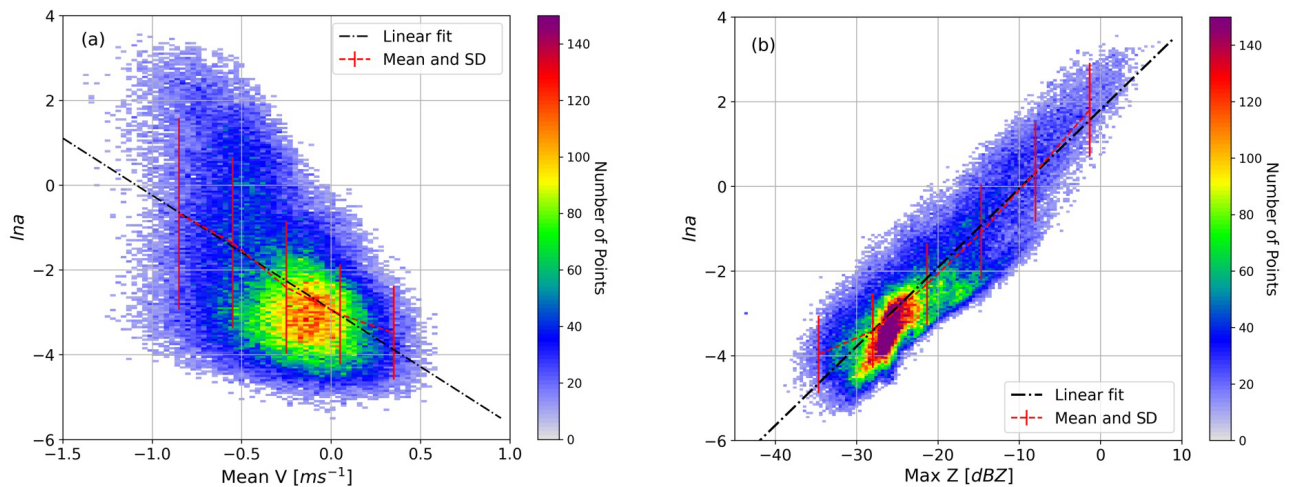 (a)
Linear fit
Mean and SD
4
2
0
−2
−4
−6
lna
−1.5 −1.0 −0.5 0.0 0.5 1.0
Mean V [ms⁻¹]
140
120
100
80
60
40
20
0
Number of Points
(b)
4
2
0
−2
−4
−6
lna
Linear fit
Mean and SD
−40 −30 −20 −10 0 10
Max Z [dBZ]
140
120
100
80
60
40
20
0
Number of Points